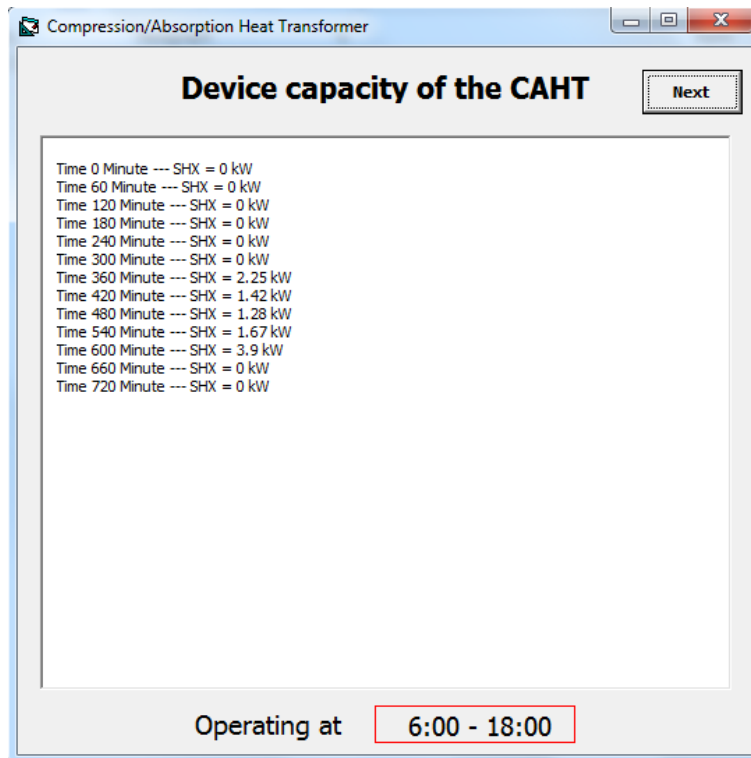 Compression/Absorption Heat Transformer
Device capacity of the CAHT
Next
Time 0 Minute --- SHX = 0 kW
Time 60 Minute --- SHX = 0 kW
Time 120 Minute --- SHX = 0 kW
Time 180 Minute --- SHX = 0 kW
Time 240 Minute --- SHX = 0 kW
Time 300 Minute --- SHX = 0 kW
Time 360 Minute --- SHX = 2.25 kW
Time 420 Minute --- SHX = 1.42 kW
Time 480 Minute --- SHX = 1.28 kW
Time 540 Minute --- SHX = 1.67 kW
Time 600 Minute --- SHX = 3.9 kW
Time 660 Minute --- SHX = 0 kW
Time 720 Minute --- SHX = 0 kW
Operating at 6:00 - 18:00